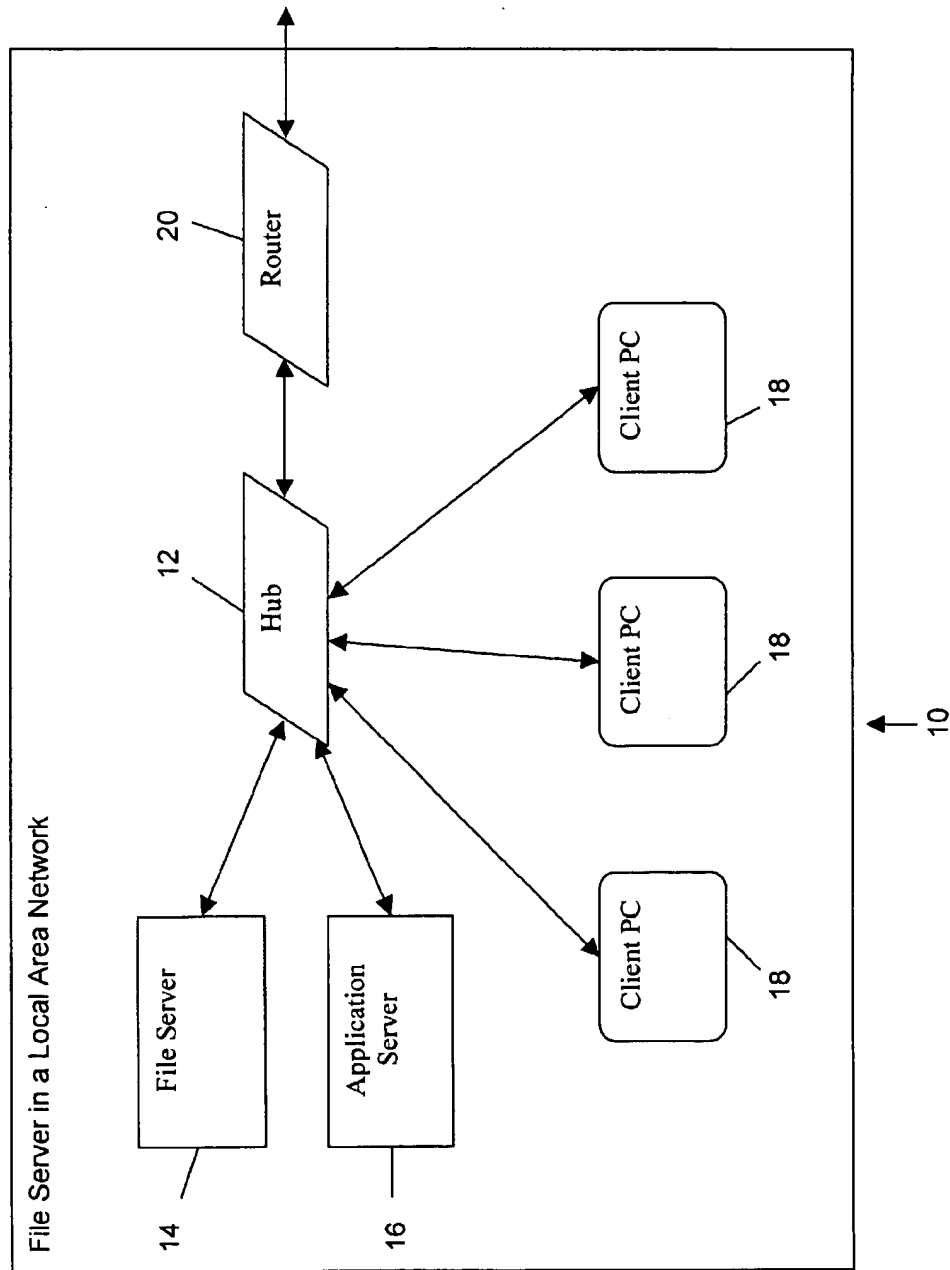 File Server in a Local Area Network
14
File Server
12
Hub
20
Router
16
Application
Server
18
Client PC
18
Client PC
18
Client PC
10